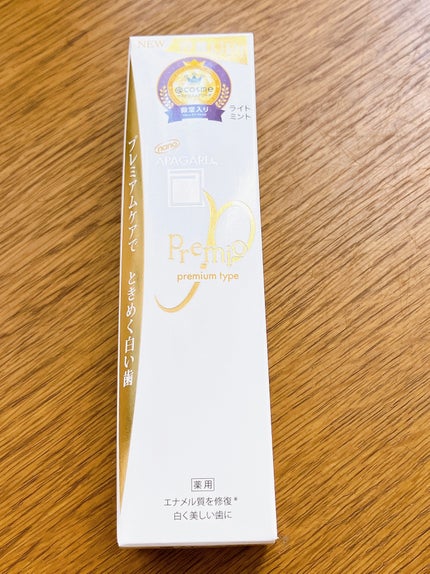 NEW
@cosme
殿堂入り
ライト
ミント
nano
APAGARD
Premio
premium type
プレミアムケアで ときめく白い歯
薬用
エナメル質を修復*
白く美しい歯に